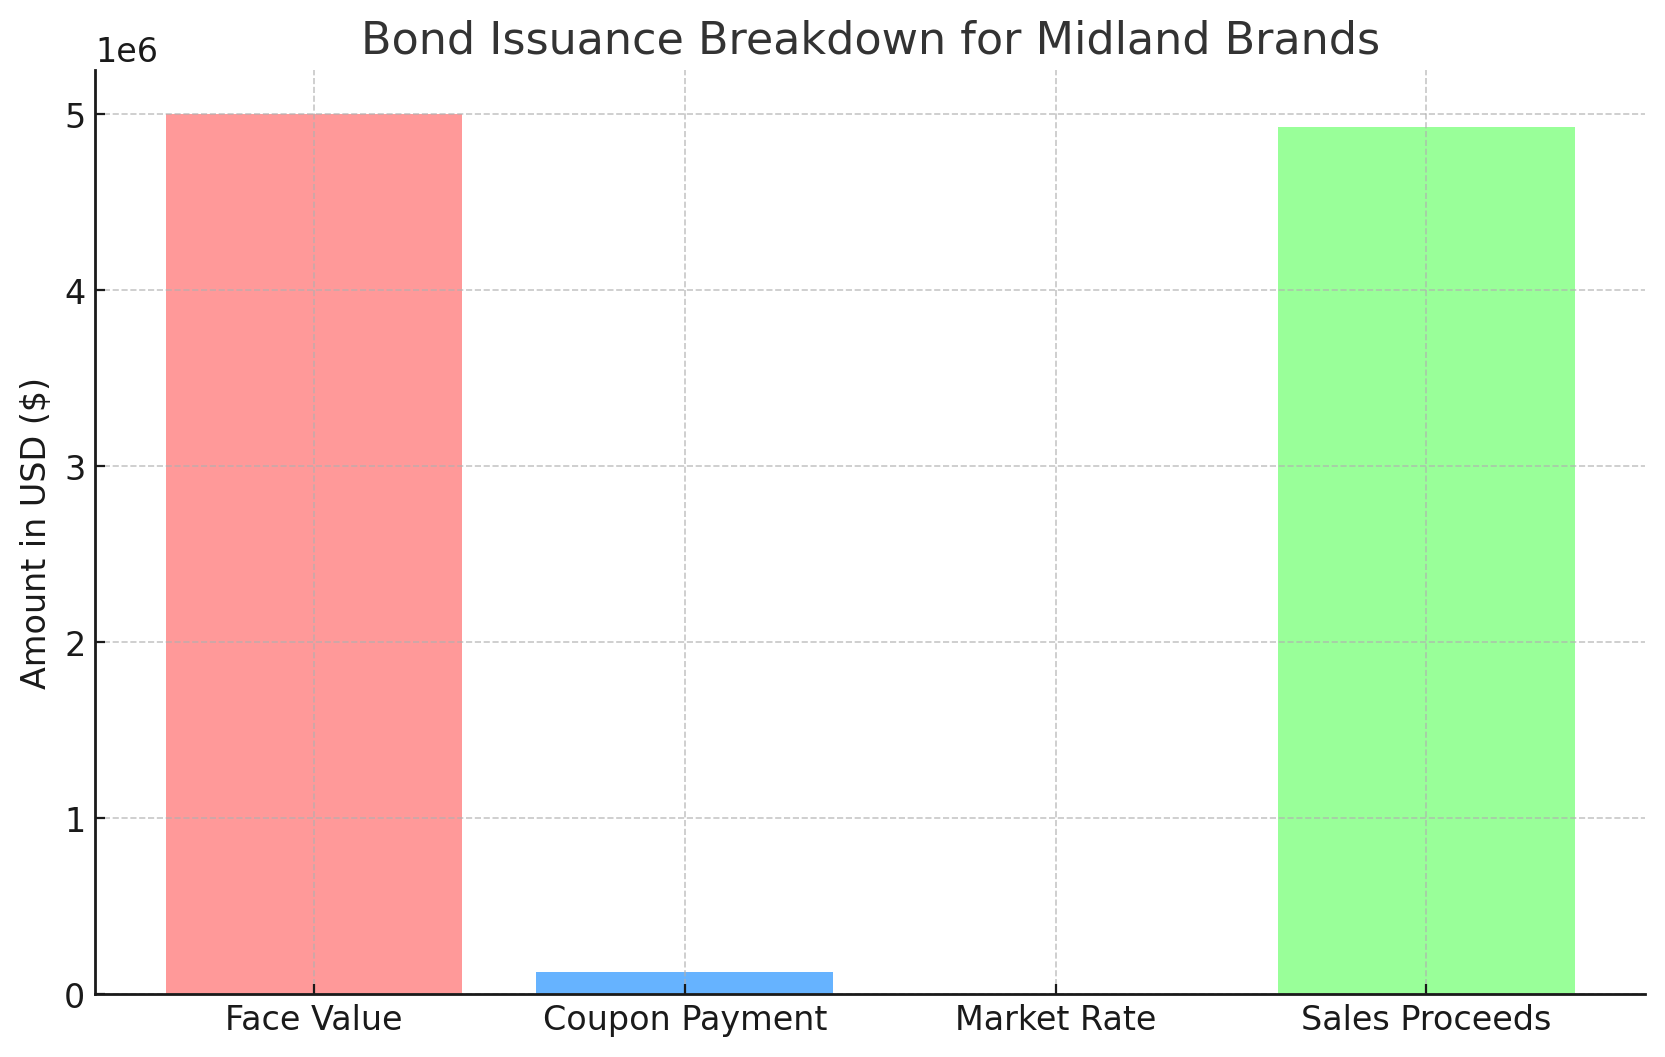 Bond Issuance Breakdown for Midland Brands
1e6
5
4
3
2
1
0
Amount in USD ($)
Face Value
Coupon Payment
Market Rate
Sales Proceeds